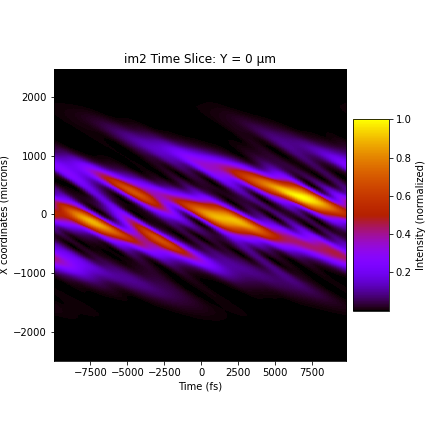 im2 Time Slice: Y = 0 μm
2000
1000
0
−1000
−2000
X coordinates (microns)
−7500 −5000 −2500 0 2500 5000 7500
Time (fs)
1.0
0.8
0.6
0.4
0.2
Intensity (normalized)